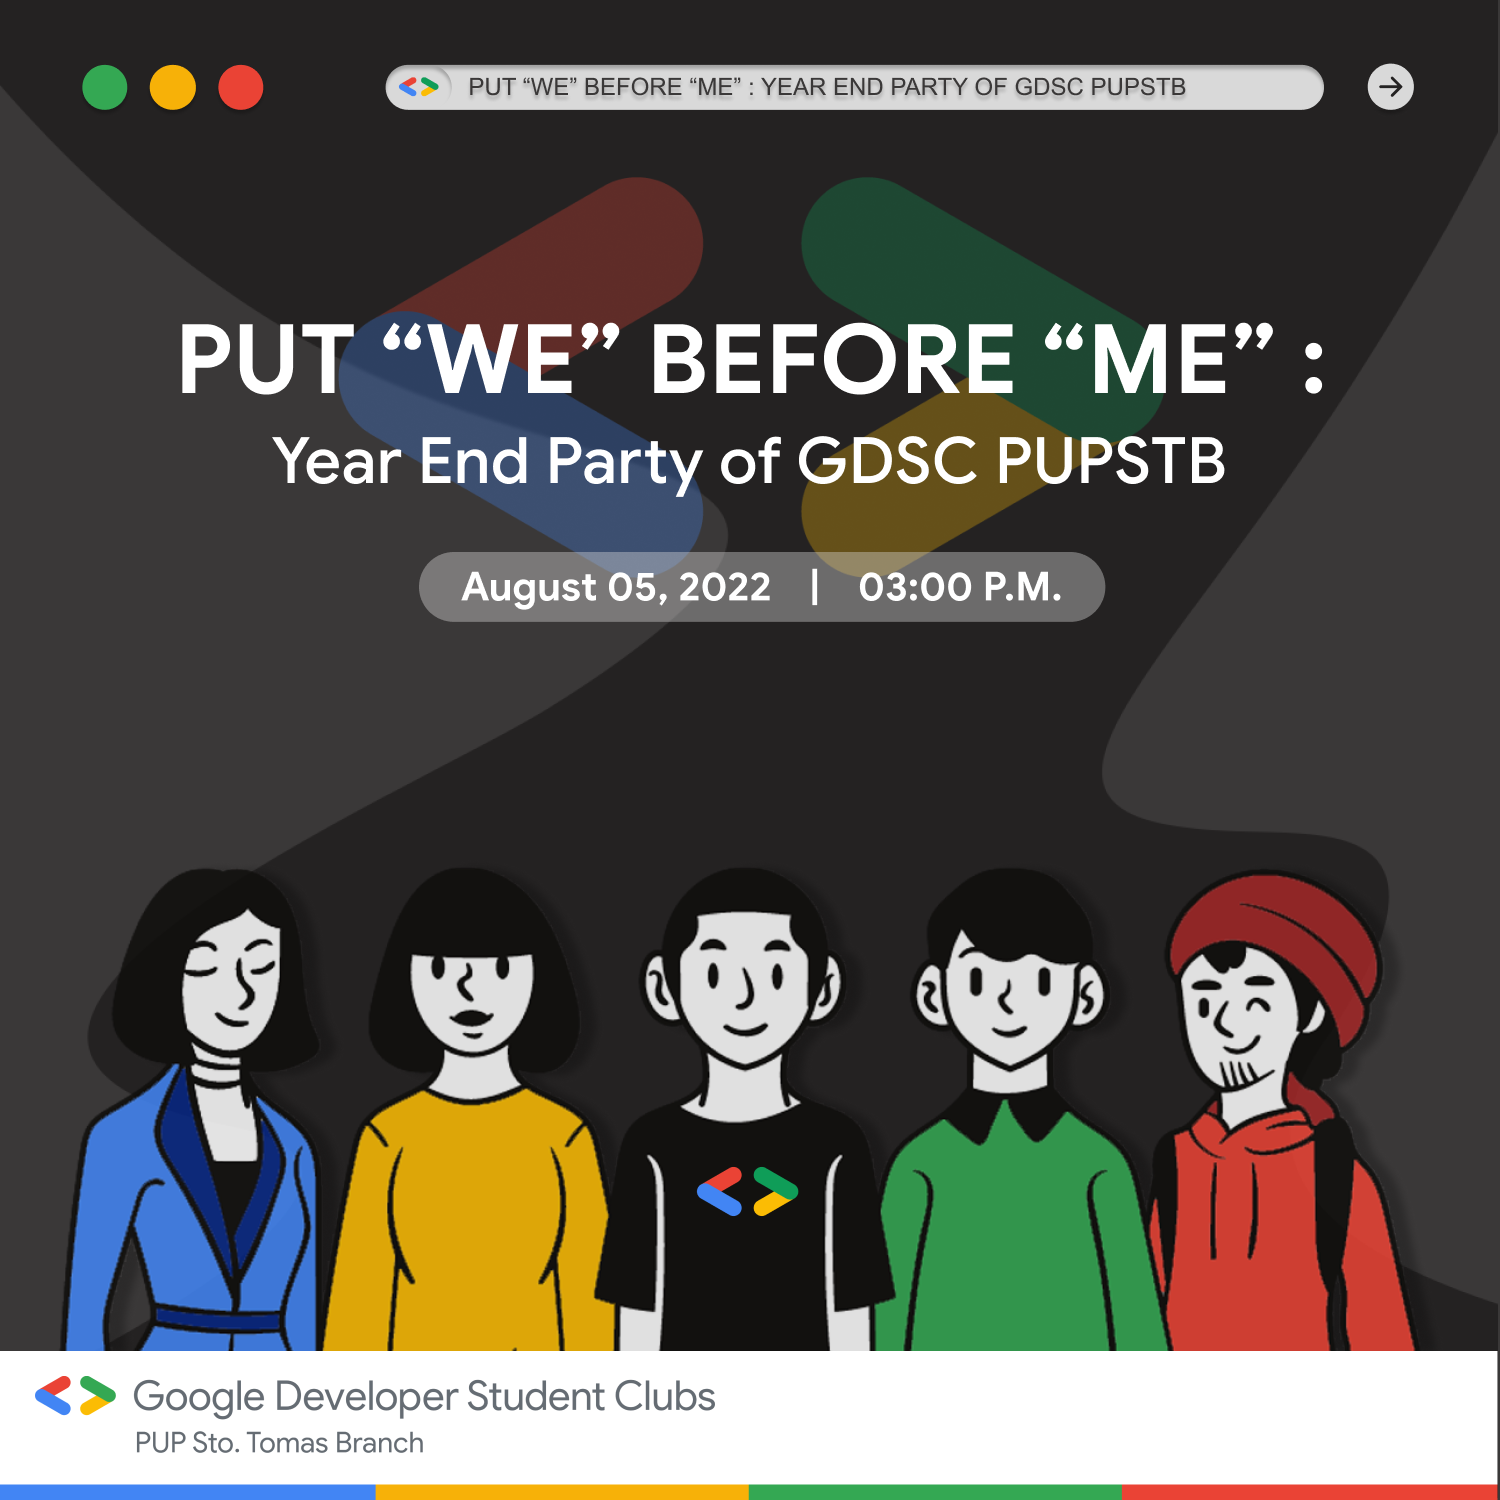 PUT “WE” BEFORE “ME” : YEAR END PARTY OF GDSC PUPSTB
PUT “WE” BEFORE “ME” :
Year End Party of GDSC PUPSTB
August 05, 2022 | 03:00 P.M.
Google Developer Student Clubs
PUP Sto. Tomas Branch